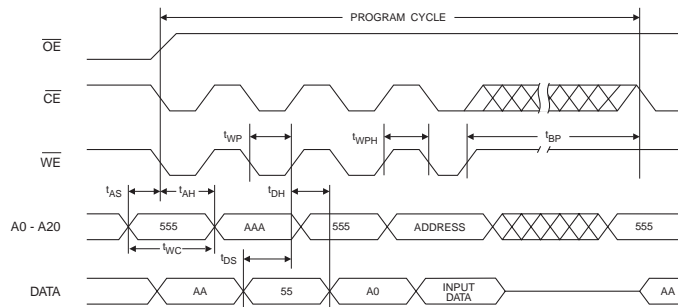 PROGRAM CYCLE
OE
CE
tWP
tWPH
tBP
WE
tAS
tAH
tDH
A0 - A20
555
AAA
555
ADDRESS
555
tWC
tDS
DATA
AA
55
A0
INPUT
DATA
AA